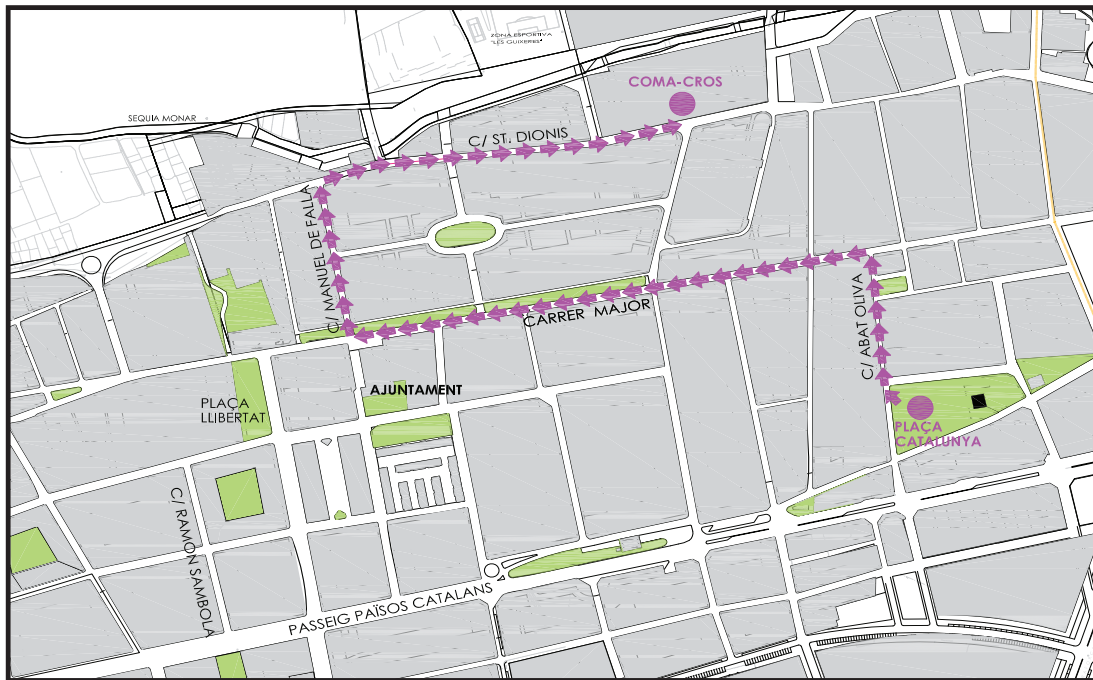 ZONA ESPORTIVA
"LES GUIXERES"
COMA-CROS
SEQUIA MONAR
C/ ST. DIONIS
C/ MANUEL DE FALLA
CARRER MAJOR
C/ ABAT OLIVA
AJUNTAMENT
PLAÇA
LLIBERTAT
PLAÇA
CATALUNYA
C/ RAMON SAMBOLA
PASSEIG PAÏSOS CATALANS